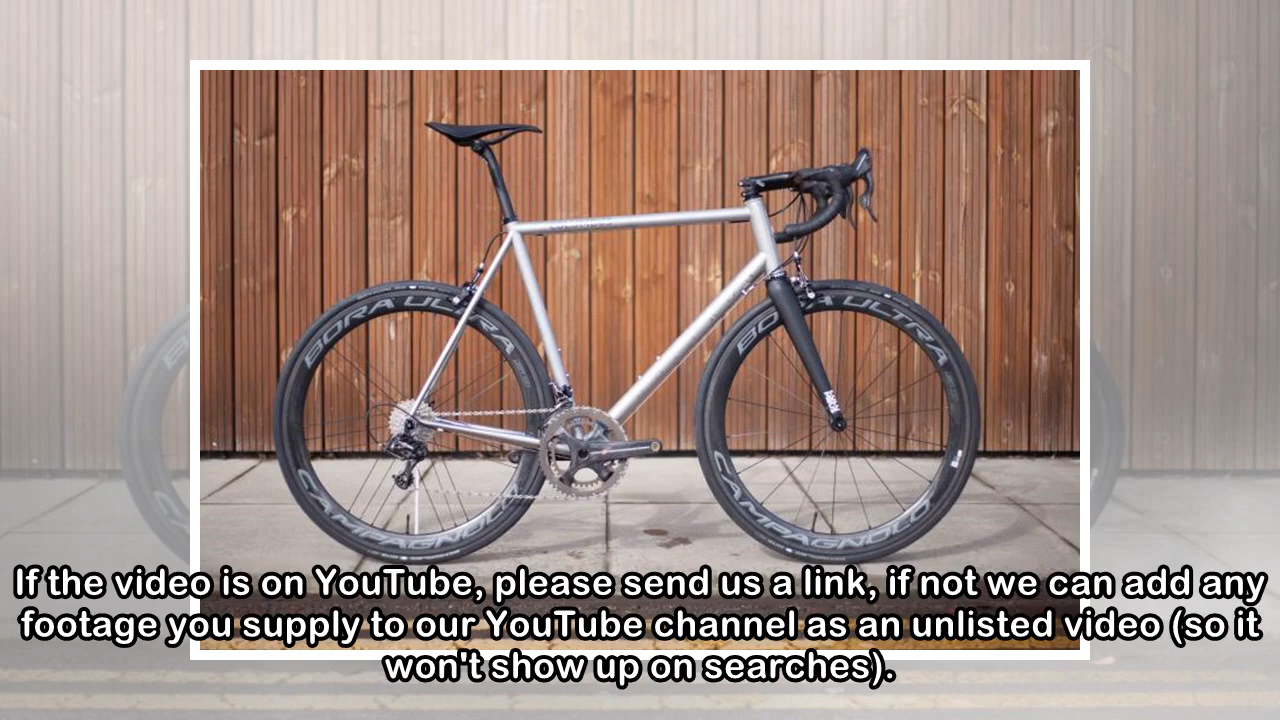 BORA ULTRA
BORA ULTRA
CAMPAGNOLO
CAMPAGNOLO
If the video is on YouTube, please send us a link, if not we can add any
footage you supply to our YouTube channel as an unlisted video (so it
won't show up on searches).